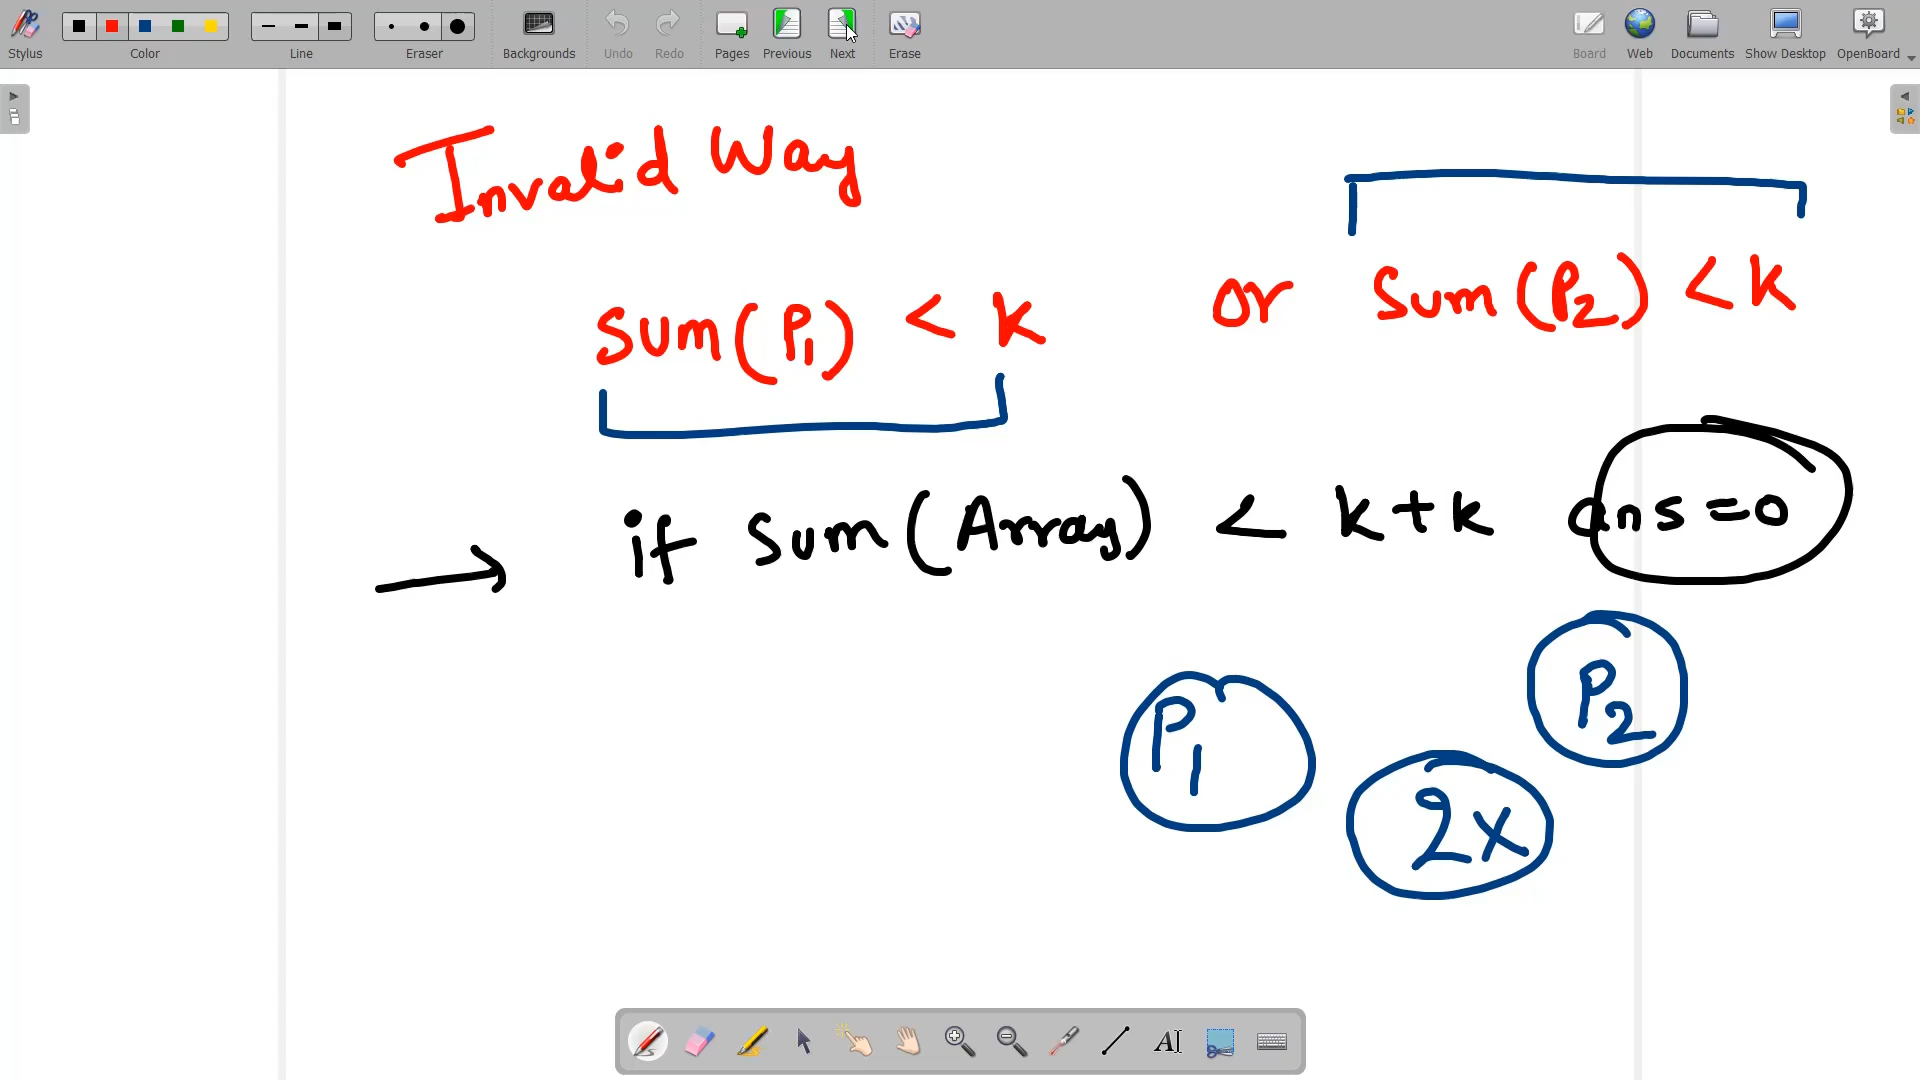 Stylus Color Line Eraser Backgrounds Undo Redo Pages Previous Next Erase Board Web Documents Show Desktop OpenBoard
Invalid Way
sum(P1) < k or sum(P2) < k
if sum(Array) < k+k ans=0
P1 P2
2x